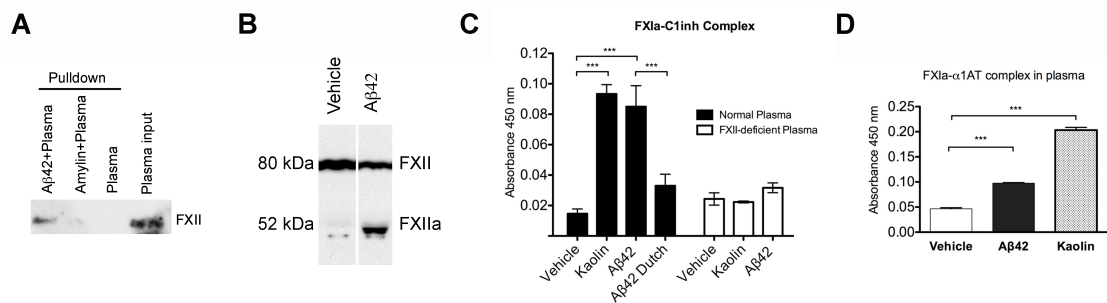 A
Pulldown
Aβ42+Plasma
Amylin+Plasma
Plasma
Plasma input
FXII
B
Vehicle
Aβ42
80 kDa
FXII
52 kDa
FXIIa
C
FXIa-C1inh Complex
Absorbance 450 nm
0.12
0.10
0.08
0.06
0.04
0.02
***
***
***
Normal Plasma
FXII-deficient Plasma
Vehicle
Kaolin
Aβ42
Aβ42 Dutch
Vehicle
Kaolin
Aβ42
D
FXIa-α1AT complex in plasma
Absorbance 450 nm
0.25
0.20
0.15
0.10
0.05
0.00
***
***
Vehicle
Aβ42
Kaolin